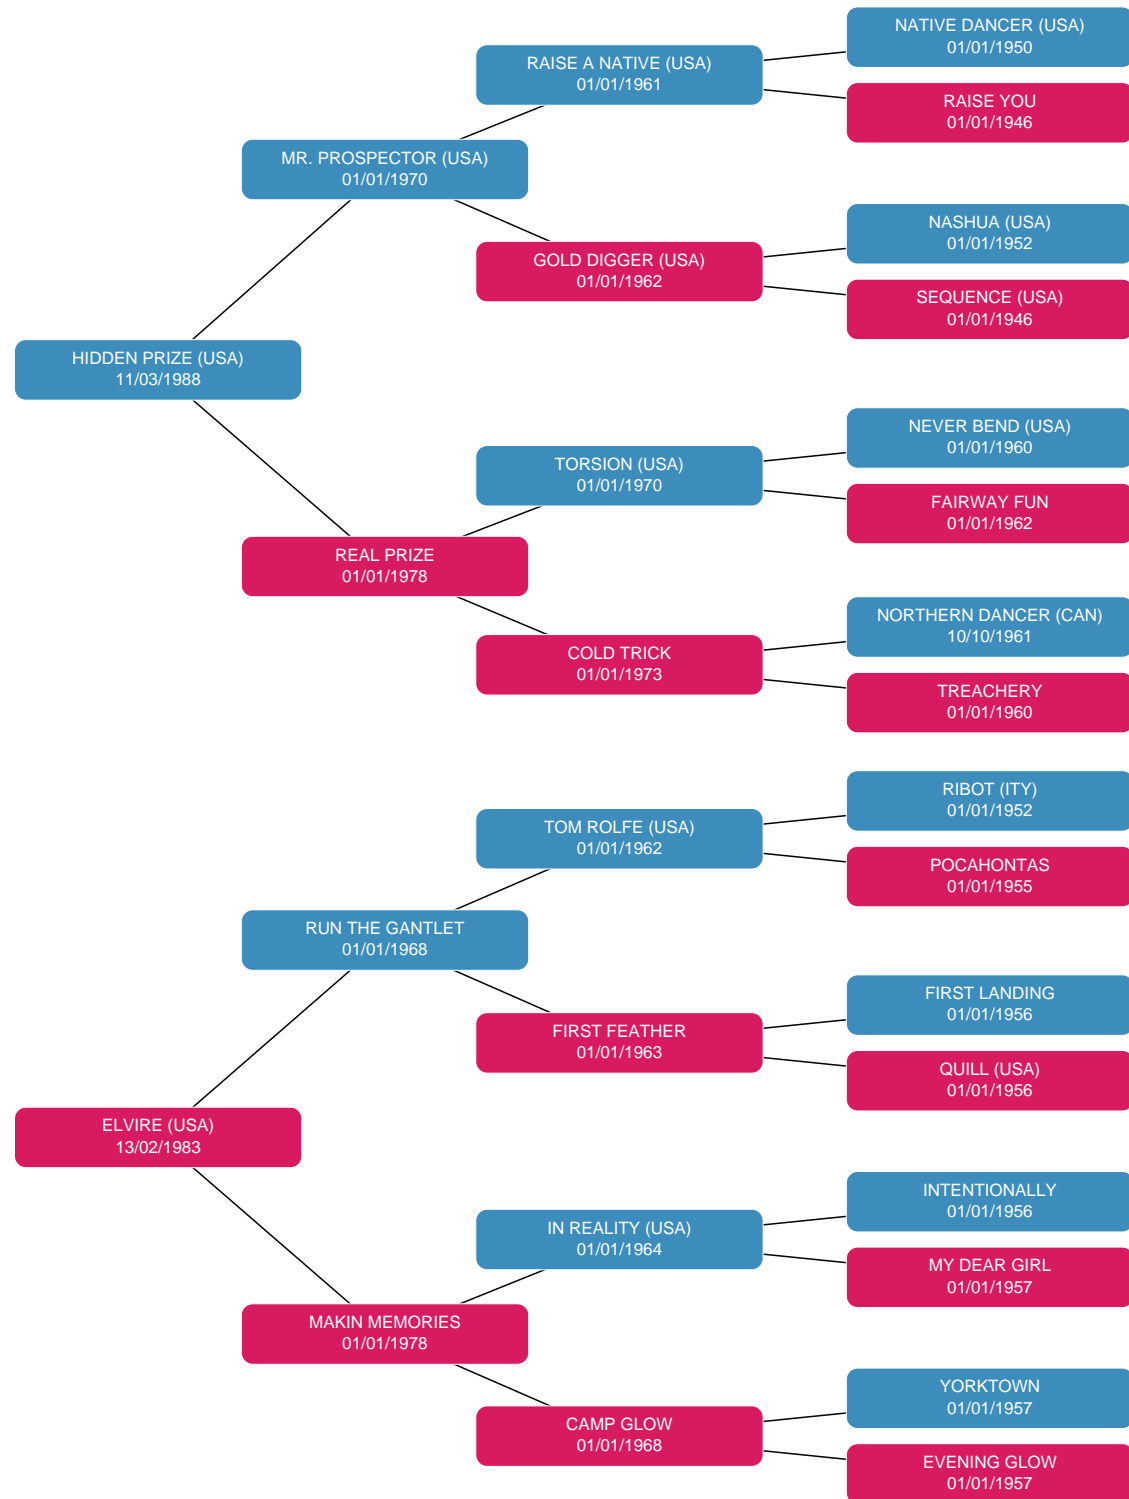 NATIVE DANCER (USA)
01/01/1950
RAISE A NATIVE (USA)
01/01/1961
RAISE YOU
01/01/1946
MR. PROSPECTOR (USA)
01/01/1970
NASHUA (USA)
01/01/1952
GOLD DIGGER (USA)
01/01/1962
SEQUENCE (USA)
01/01/1946
HIDDEN PRIZE (USA)
11/03/1988
NEVER BEND (USA)
01/01/1960
TORSION (USA)
01/01/1970
FAIRWAY FUN
01/01/1962
REAL PRIZE
01/01/1978
NORTHERN DANCER (CAN)
10/10/1961
COLD TRICK
01/01/1973
TREACHERY
01/01/1960
RIBOT (ITY)
01/01/1952
TOM ROLFE (USA)
01/01/1962
POCAHONTAS
01/01/1955
RUN THE GANTLET
01/01/1968
FIRST LANDING
01/01/1956
FIRST FEATHER
01/01/1963
QUILL (USA)
01/01/1956
ELVIRE (USA)
13/02/1983
INTENTIONALLY
01/01/1956
IN REALITY (USA)
01/01/1964
MY DEAR GIRL
01/01/1957
MAKIN MEMORIES
01/01/1978
YORKTOWN
01/01/1957
CAMP GLOW
01/01/1968
EVENING GLOW
01/01/1957